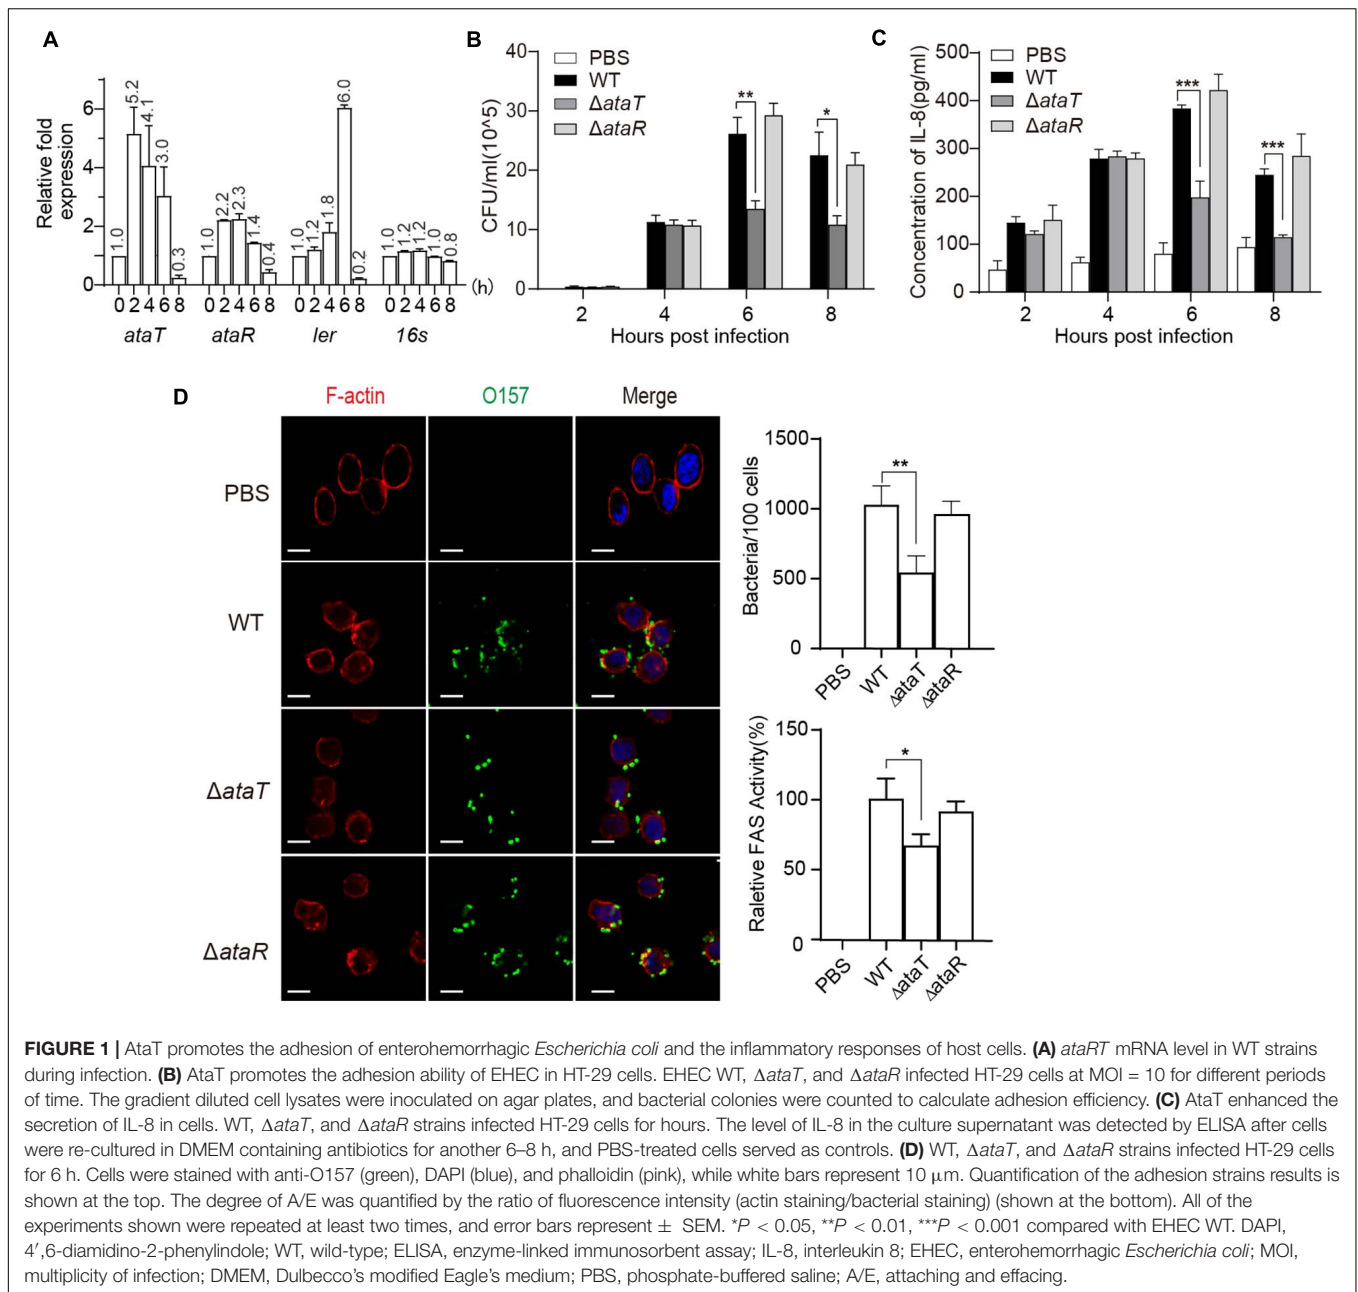 A
Relative fold
expression
6
4
2
0
1.0
5.2
4.1
3.0
0.3
1.0
2.2
2.3
1.4
0.4
1.0
1.2
1.8
6.0
0.2
1.0
1.2
1.2
1.0
0.8
0 2 4 6 8 0 2 4 6 8 0 2 4 6 8 0 2 4 6 8 (h)
ataT ataR ler 16s
B
CFU/ml(10^5)
40
30
20
10
0
PBS
WT
ΔataT
ΔataR
**
*
2 4 6 8
Hours post infection
C
Concentration of IL-8(pg/ml)
500
400
300
200
100
0
PBS
WT
ΔataT
ΔataR
***
***
2 4 6 8
Hours post infection
D
F-actin O157 Merge
PBS
WT
ΔataT
ΔataR
Bacteria/100 cells
1500
1000
500
0
**
PBS WT ΔataT ΔataR
Raletive FAS Activity(%)
150
100
50
0
*
PBS WT ΔataT ΔataR
FIGURE 1 | AtaT promotes the adhesion of enterohemorrhagic Escherichia coli and the inflammatory responses of host cells. (A) ataRT mRNA level in WT strains
during infection. (B) AtaT promotes the adhesion ability of EHEC in HT-29 cells. EHEC WT, ΔataT, and ΔataR infected HT-29 cells at MOI = 10 for different periods
of time. The gradient diluted cell lysates were inoculated on agar plates, and bacterial colonies were counted to calculate adhesion efficiency. (C) AtaT enhanced the
secretion of IL-8 in cells. WT, ΔataT, and ΔataR strains infected HT-29 cells for hours. The level of IL-8 in the culture supernatant was detected by ELISA after cells
were re-cultured in DMEM containing antibiotics for another 6–8 h, and PBS-treated cells served as controls. (D) WT, ΔataT, and ΔataR strains infected HT-29 cells
for 6 h. Cells were stained with anti-O157 (green), DAPI (blue), and phalloidin (pink), while white bars represent 10 μm. Quantification of the adhesion strains results is
shown at the top. The degree of A/E was quantified by the ratio of fluorescence intensity (actin staining/bacterial staining) (shown at the bottom). All of the
experiments shown were repeated at least two times, and error bars represent ± SEM. *P < 0.05, **P < 0.01, ***P < 0.001 compared with EHEC WT. DAPI,
4′,6-diamidino-2-phenylindole; WT, wild-type; ELISA, enzyme-linked immunosorbent assay; IL-8, interleukin 8; EHEC, enterohemorrhagic Escherichia coli; MOI,
multiplicity of infection; DMEM, Dulbecco's modified Eagle's medium; PBS, phosphate-buffered saline; A/E, attaching and effacing.